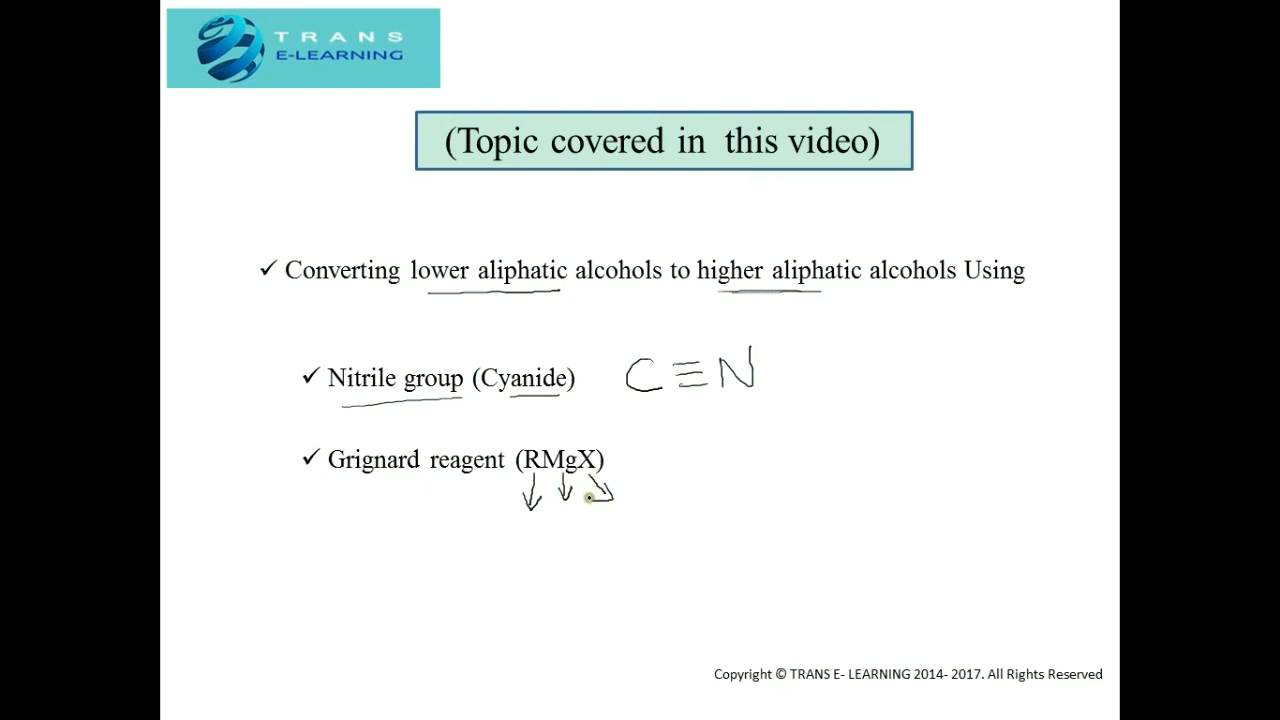 TRANS
E-LEARNING
(Topic covered in this video)
✓ Converting lower aliphatic alcohols to higher aliphatic alcohols Using
✓ Nitrile group (Cyanide) C≡N
✓ Grignard reagent (RMgX)
Copyright © TRANS E- LEARNING 2014- 2017. All Rights Reserved